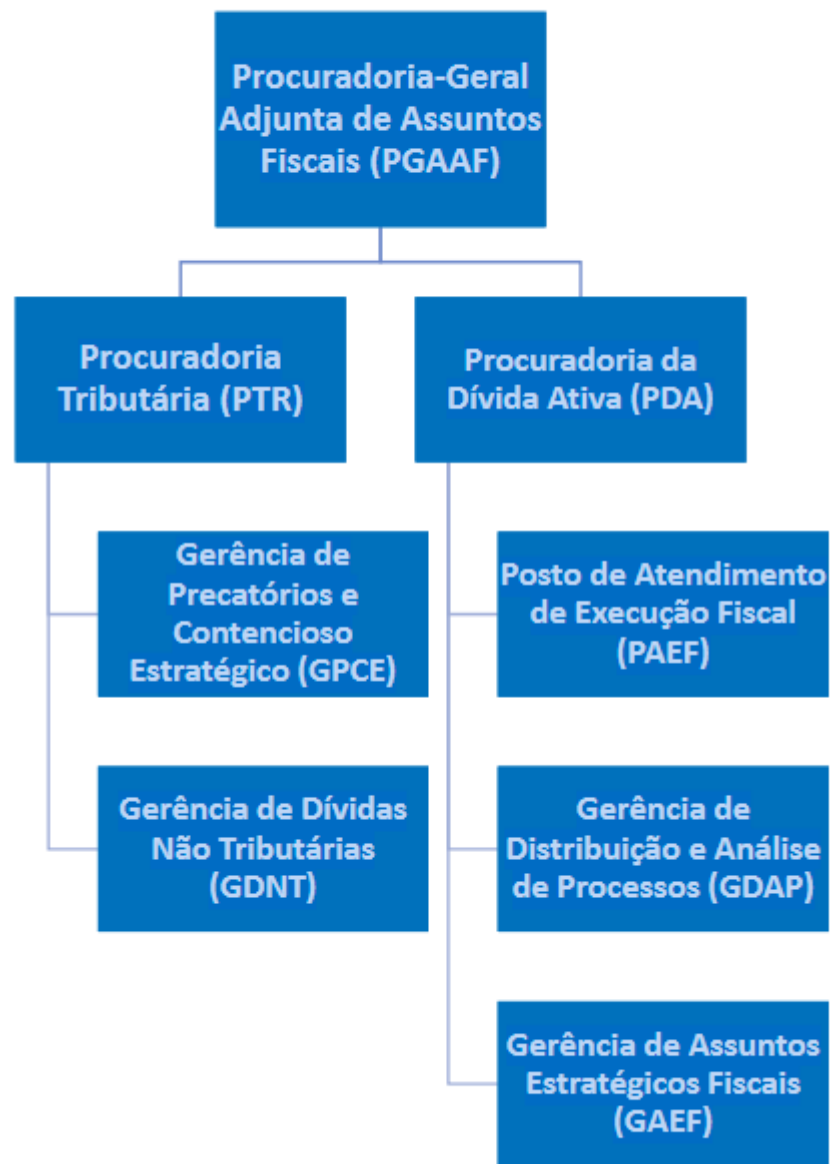 Procuradoria-Geral
Adjunta de Assuntos
Fiscais (PGAAF)
Procuradoria
Tributária (PTR)
Procuradoria da
Dívida Ativa (PDA)
Gerência de
Precatórios e
Contencioso
Estratégico (GPCE)
Posto de Atendimento
de Execução Fiscal
(PAEF)
Gerência de Dívidas
Não Tributárias
(GDNT)
Gerência de
Distribuição e Análise
de Processos (GDAP)
Gerência de Assuntos
Estratégicos Fiscais
(GAEF)